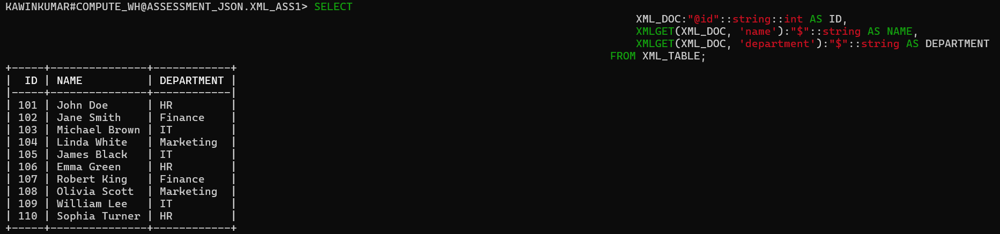 KAWINKUMAR#COMPUTE_WH@ASSESSMENT_JSON.XML_ASS1> SELECT
XML_DOC:"@id"::string::int AS ID,
XMLGET(XML_DOC, 'name'):"$"::string AS NAME,
XMLGET(XML_DOC, 'department'):"$"::string AS DEPARTMENT
FROM XML_TABLE;
+-----+---------------+------------+
|  ID | NAME          | DEPARTMENT |
|-----+---------------+------------|
| 101 | John Doe      | HR         |
| 102 | Jane Smith    | Finance    |
| 103 | Michael Brown | IT         |
| 104 | Linda White   | Marketing  |
| 105 | James Black   | IT         |
| 106 | Emma Green    | HR         |
| 107 | Robert King   | Finance    |
| 108 | Olivia Scott  | Marketing  |
| 109 | William Lee   | IT         |
| 110 | Sophia Turner | HR         |
+-----+---------------+------------+